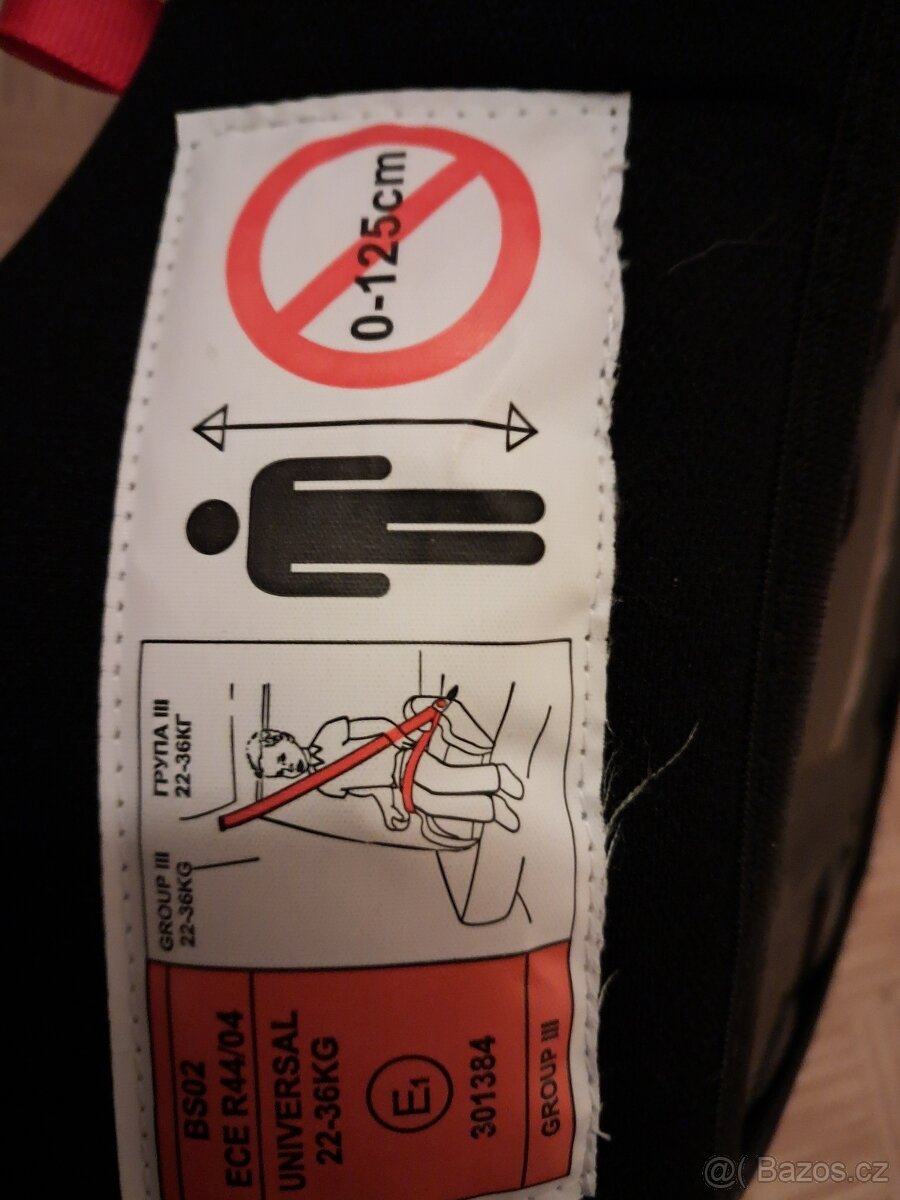 0-125cm
ГРУПА III
22-36КГ
GROUP III
22-36KG
BS02
ECE R44/04
UNIVERSAL
22-36KG
E1
301384
GROUP III
@( Bazos.cz